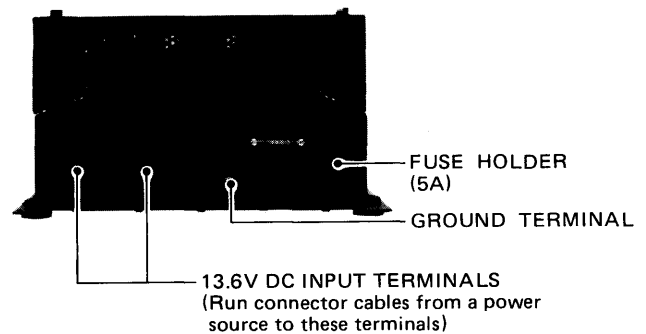 FUSE HOLDER
(5A)
GROUND TERMINAL
13.6V DC INPUT TERMINALS
(Run connector cables from a power
source to these terminals)